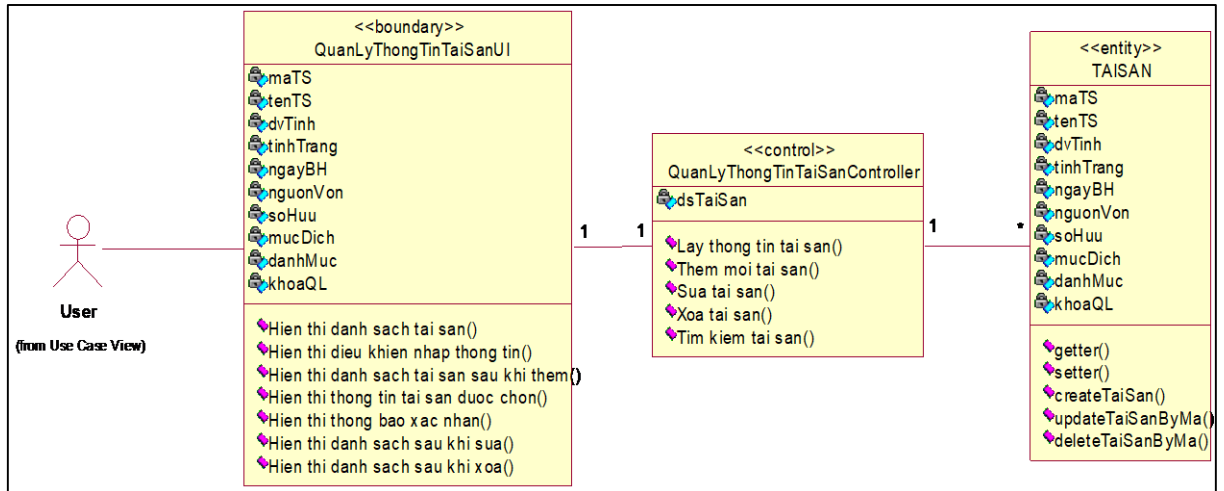 <<boundary>>
QuanLyThongTinTaiSanUI
maTS
tenTS
dvTinh
tinhTrang
ngayBH
nguonVon
soHuu
mucDich
danhMuc
khoaQL
Hien thi danh sach tai san()
Hien thi dieu khien nhap thong tin()
Hien thi danh sach tai san sau khi them()
Hien thi thong tin tai san duoc chon()
Hien thi thong bao xac nhan()
Hien thi danh sach sau khi sua()
Hien thi danh sach sau khi xoa()
User
(from Use Case View)
1
1
<<control>>
QuanLyThongTinTaiSanController
dsTaiSan
Lay thong tin tai san()
Them moi tai san()
Sua tai san()
Xoa tai san()
Tim kiem tai san()
1
*
<<entity>>
TAISAN
maTS
tenTS
dvTinh
tinhTrang
ngayBH
nguonVon
soHuu
mucDich
danhMuc
khoaQL
getter()
setter()
createTaiSan()
updateTaiSanByMa()
deleteTaiSanByMa()